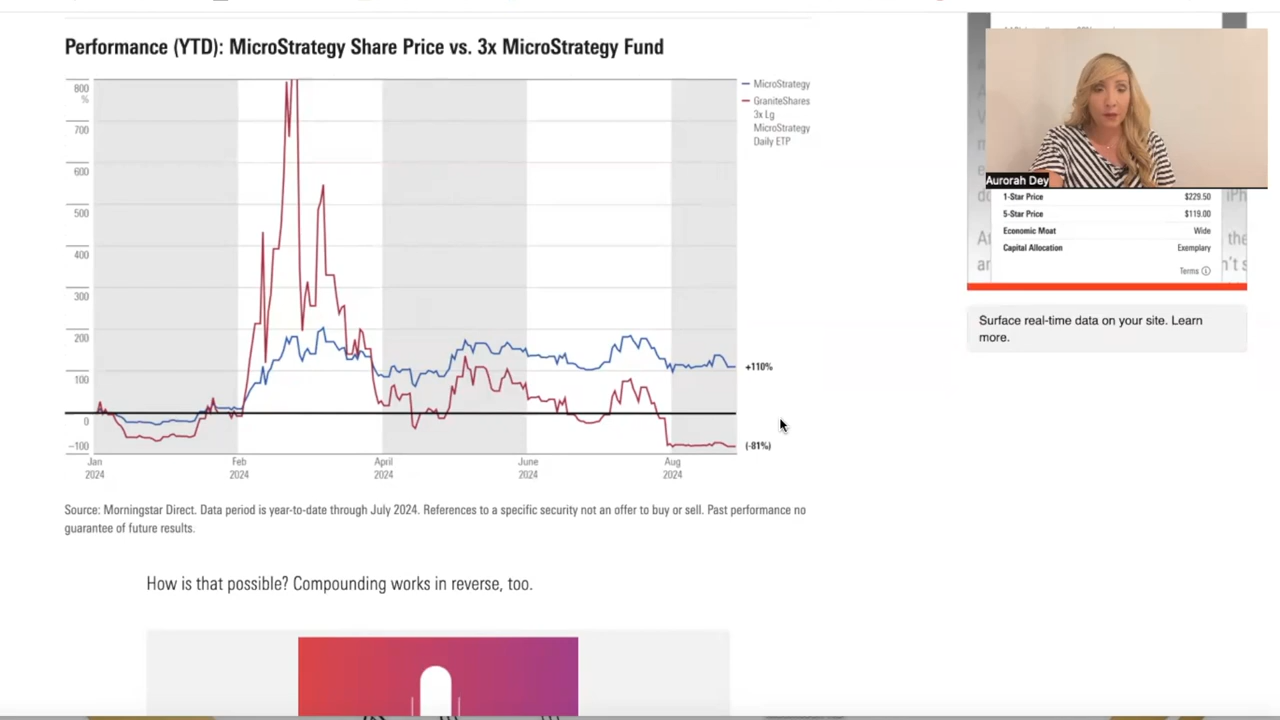 Performance (YTD): MicroStrategy Share Price vs. 3x MicroStrategy Fund
800
%
700
600
500
400
300
200
100
0
−100
MicroStrategy
GraniteShares
3x Lg
MicroStrategy
Daily ETP
+110%
(-81%)
Jan
2024
Feb
2024
April
2024
June
2024
Aug
2024
Source: Morningstar Direct. Data period is year-to-date through July 2024. References to a specific security not an offer to buy or sell. Past performance no
guarantee of future results.
How is that possible? Compounding works in reverse, too.
Aurorah Dey
1-Star Price $229.50
5-Star Price $119.00
Economic Moat Wide
Capital Allocation Exemplary
Terms
the
Surface real-time data on your site. Learn
more.